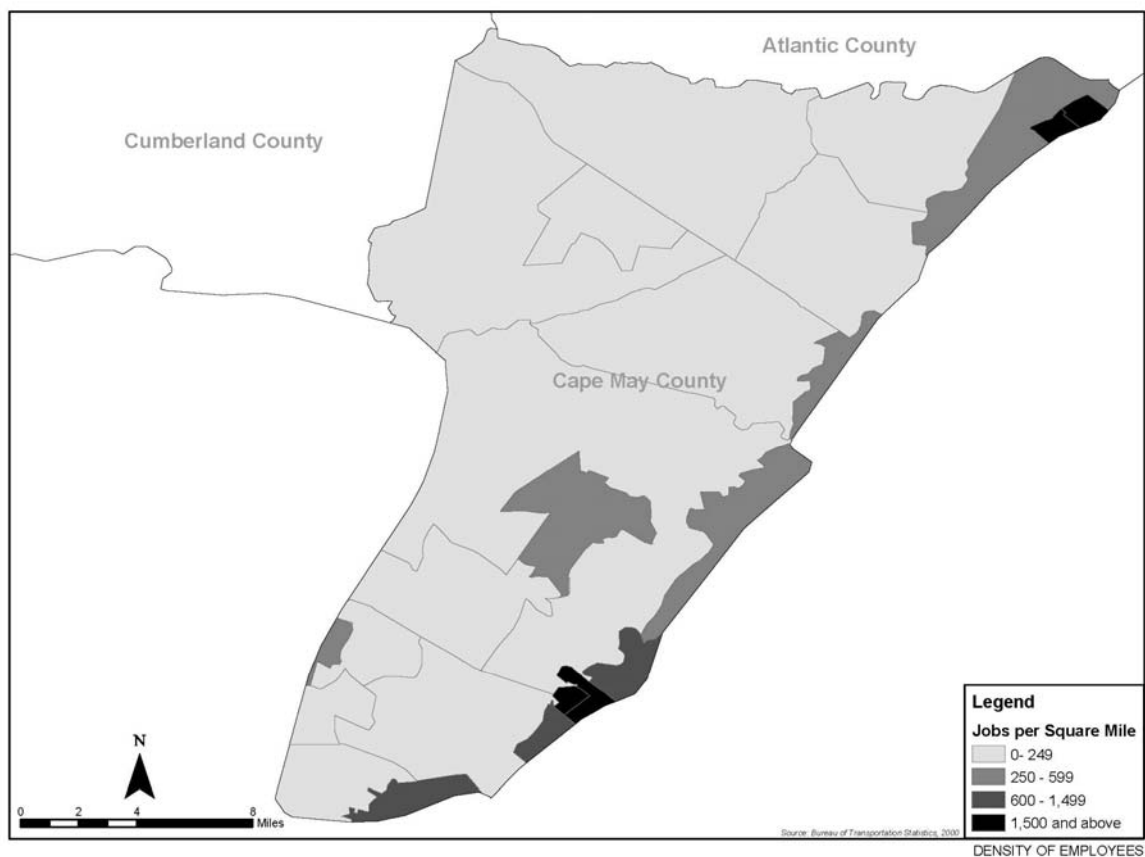 Atlantic County
Cumberland County
Cape May County
N
0 2 4 8
Miles
Legend
Jobs per Square Mile
0- 249
250 - 599
600 - 1,499
1,500 and above
Source: Bureau of Transportation Statistics, 2000
DENSITY OF EMPLOYEES